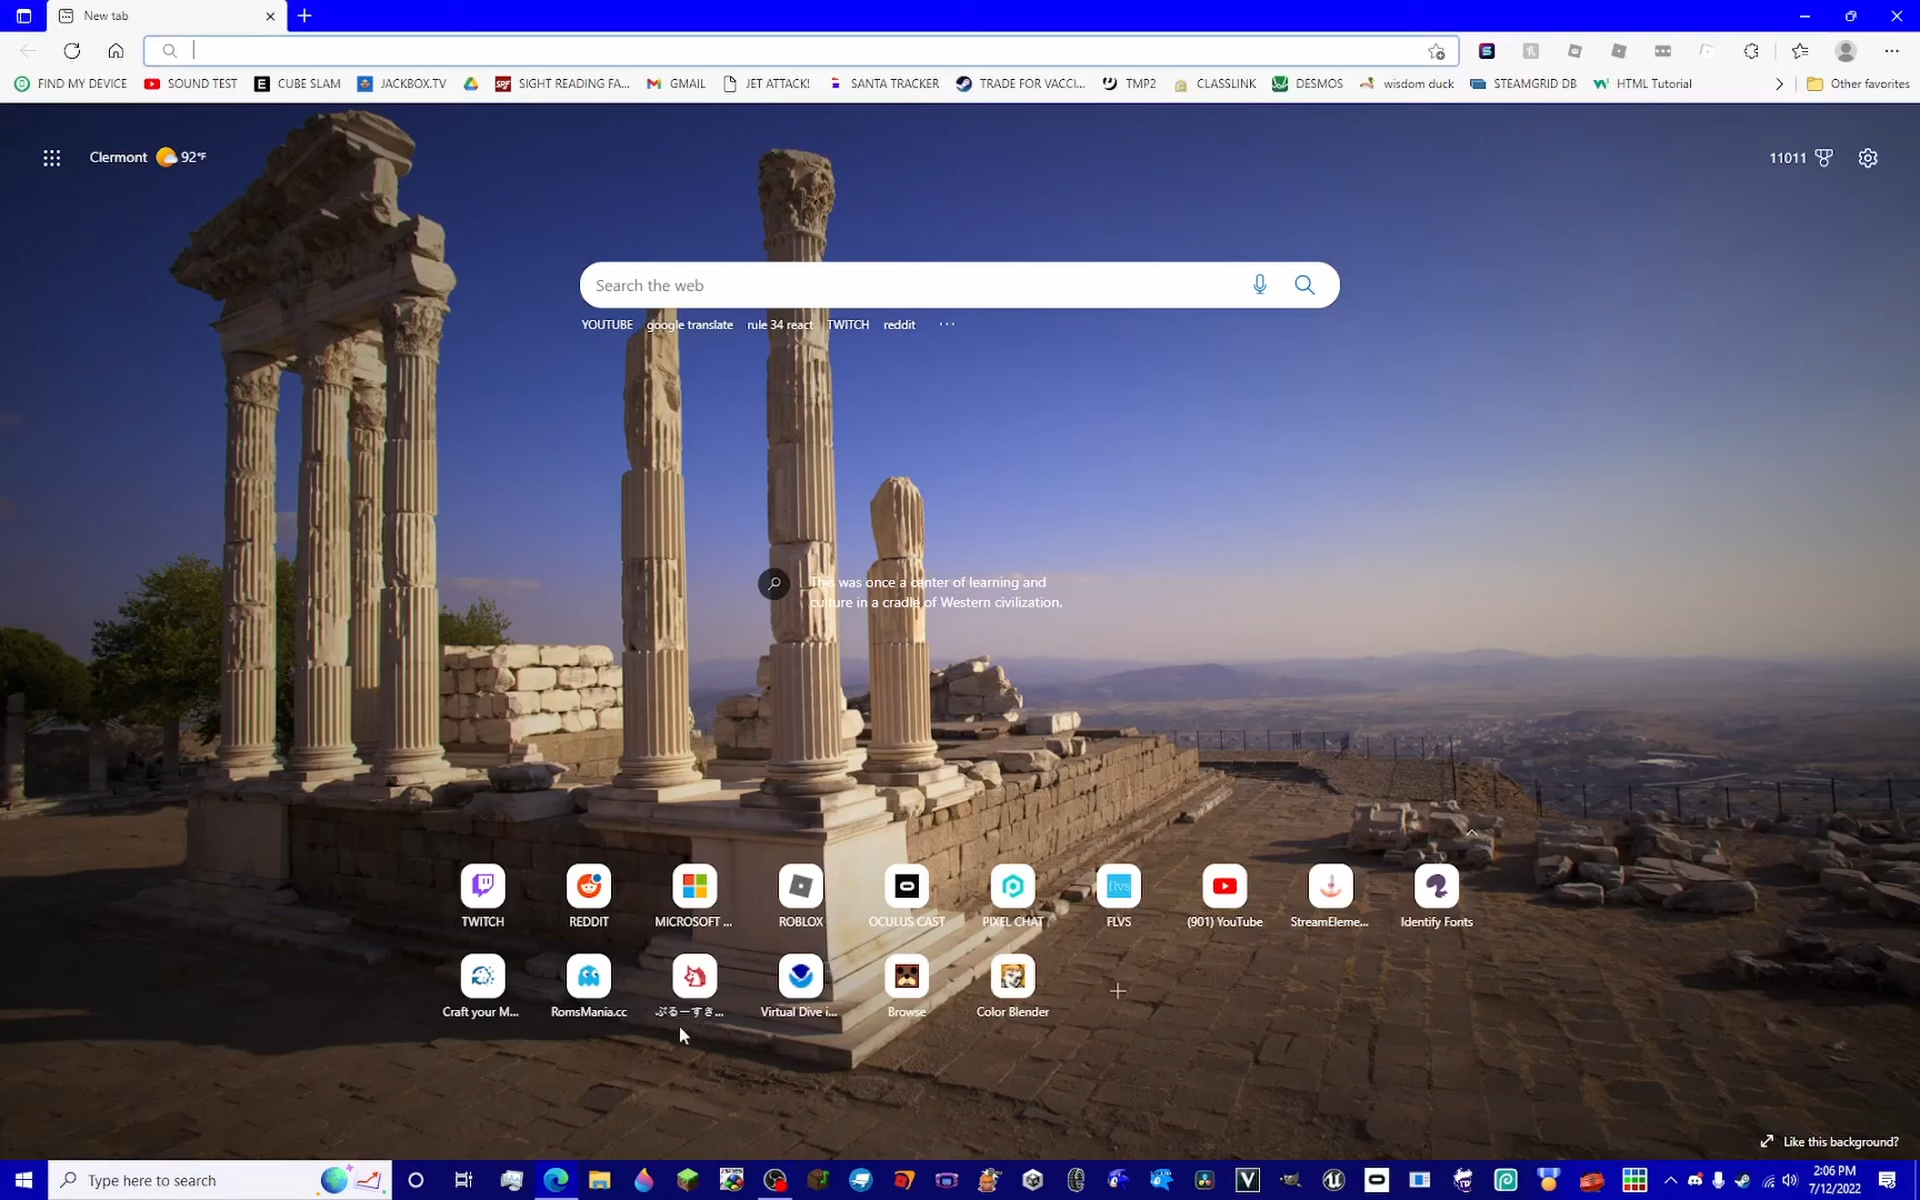 New tab
FIND MY DEVICE SOUND TEST CUBE SLAM JACKBOX.TV SIGHT READING FA... GMAIL JET ATTACK! SANTA TRACKER TRADE FOR VACCI... TMP2 CLASSLINK DESMOS wisdom duck STEAMGRID DB HTML Tutorial Other favorites
Clermont 92°F
11011
Search the web
YOUTUBE google translate rule 34 react TWITCH reddit ...
This was once a center of learning and
culture in a cradle of Western civilization.
TWITCH REDDIT MICROSOFT ... ROBLOX OCULUS CAST PIXEL CHAT FLVS (901) YouTube StreamEleme... Identify Fonts
Craft your M... RomsMania.cc ぶるーすき... Virtual Dive i... Browse Color Blender
Like this background?
Type here to search
2:06 PM
7/12/2022